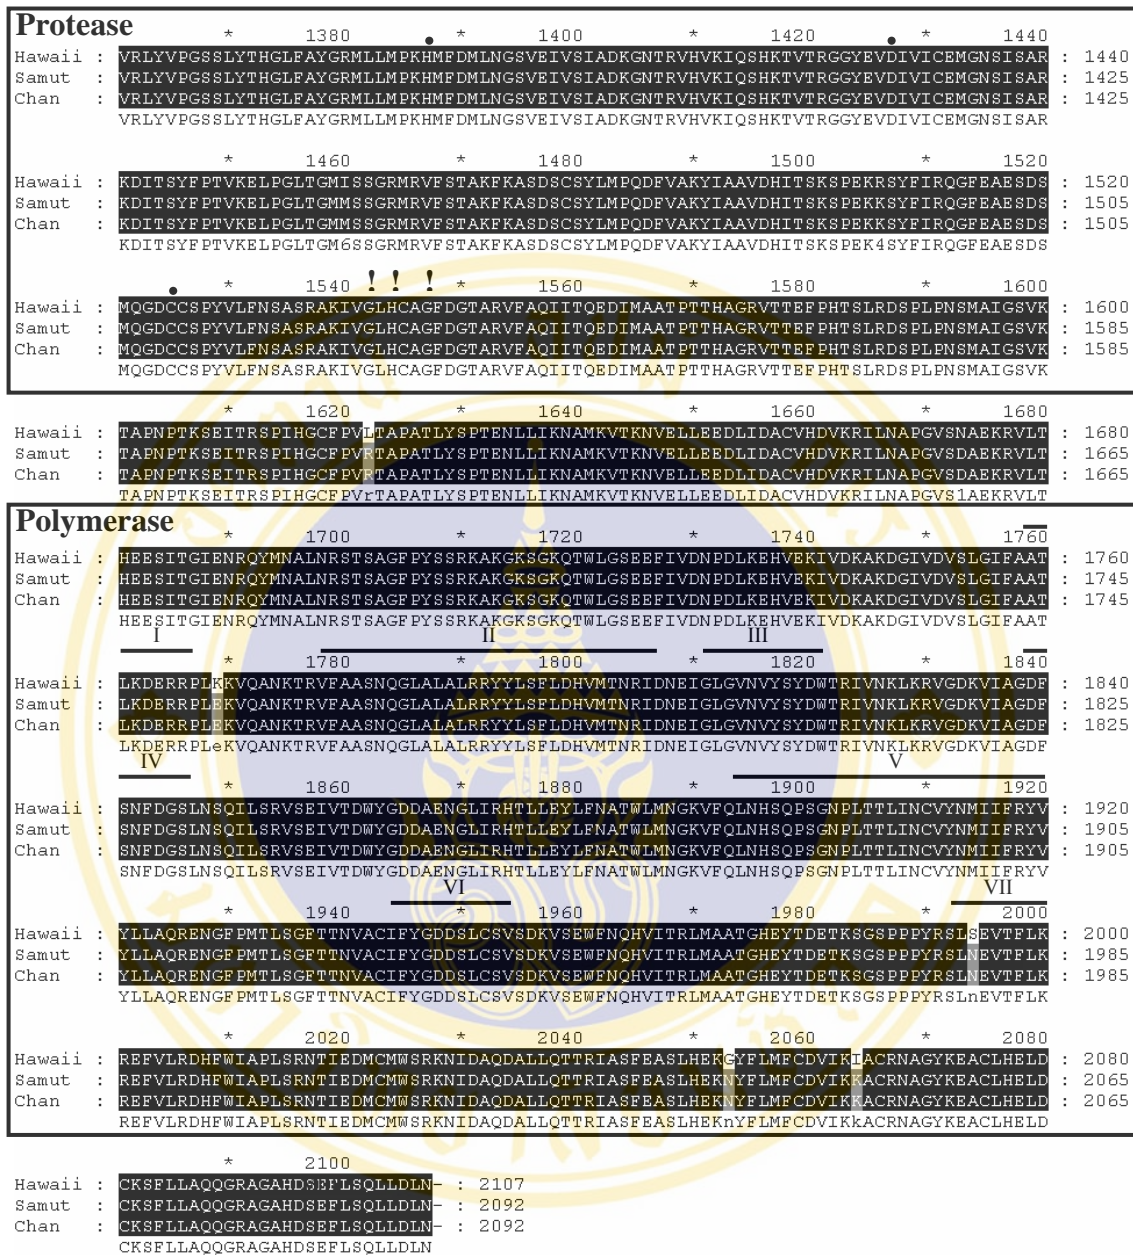 Protease
* 1380 • * 1400 * 1420 • * 1440
Hawaii : VRLYVPGSSLYTHGLFAYGRMLLMPKHMFDMLNGSVEIVSIADKGNTRVHVKIQSHKTVTRGGYEVDIVICEMGNSISAR : 1440
Samut : VRLYVPGSSLYTHGLFAYGRMLLMPKHMFDMLNGSVEIVSIADKGNTRVHVKIQSHKTVTRGGYEVDIVICEMGNSISAR : 1425
Chan : VRLYVPGSSLYTHGLFAYGRMLLMPKHMFDMLNGSVEIVSIADKGNTRVHVKIQSHKTVTRGGYEVDIVICEMGNSISAR : 1425
VRLYVPGSSLYTHGLFAYGRMLLMPKHMFDMLNGSVEIVSIADKGNTRVHVKIQSHKTVTRGGYEVDIVICEMGNSISAR
* 1460 * 1480 * 1500 * 1520
Hawaii : KDITSYFPTVKELPGLTGMISSGRMRVFSTAKFKASDSCSYLMPQDFVAKYIAAVDHITSKSPEKRSYFIRQGFEAESDS : 1520
Samut : KDITSYFPTVKELPGLTGMMSSGRMRVFSTAKFKASDSCSYLMPQDFVAKYIAAVDHITSKSPEKKSYFIRQGFEAESDS : 1505
Chan : KDITSYFPTVKELPGLTGMMSSGRMRVFSTAKFKASDSCSYLMPQDFVAKYIAAVDHITSKSPEKKSYFIRQGFEAESDS : 1505
KDITSYFPTVKELPGLTGM6SSGRMRVFSTAKFKASDSCSYLMPQDFVAKYIAAVDHITSKSPEK4SYFIRQGFEAESDS
• * 1540 ! ! ! * 1560 * 1580 * 1600
Hawaii : MQGDCCSPYVLFNSASRAKIVGLHCAGFDGTARVFAQIITQEDIMAATPTTHAGRVTTEFPHTSLRDSPLPNSMAIGSVK : 1600
Samut : MQGDCCSPYVLFNSASRAKIVGLHCAGFDGTARVFAQIITQEDIMAATPTTHAGRVTTEFPHTSLRDSPLPNSMAIGSVK : 1585
Chan : MQGDCCSPYVLFNSASRAKIVGLHCAGFDGTARVFAQIITQEDIMAATPTTHAGRVTTEFPHTSLRDSPLPNSMAIGSVK : 1585
MQGDCCSPYVLFNSASRAKIVGLHCAGFDGTARVFAQIITQEDIMAATPTTHAGRVTTEFPHTSLRDSPLPNSMAIGSVK
* 1620 * 1640 * 1660 * 1680
Hawaii : TAPNPTKSEITRSPIHGCFPVLTAPATLYSPTENLLIKNAMKVTKNVELLEEDLIDACVHDVKRILNAPGVSNAEKRVLT : 1680
Samut : TAPNPTKSEITRSPIHGCFPVRTAPATLYSPTENLLIKNAMKVTKNVELLEEDLIDACVHDVKRILNAPGVSDAEKRVLT : 1665
Chan : TAPNPTKSEITRSPIHGCFPVRTAPATLYSPTENLLIKNAMKVTKNVELLEEDLIDACVHDVKRILNAPGVSDAEKRVLT : 1665
TAPNPTKSEITRSPIHGCFPVrTAPATLYSPTENLLIKNAMKVTKNVELLEEDLIDACVHDVKRILNAPGVS1AEKRVLT
Polymerase
* 1700 * 1720 * 1740 * 1760
Hawaii : HEESITGIENRQYMNALNRSTSAGFPYSSRKAKGKSGKQTWLGSEEFIVDNPDLKEHVEKIVDKAKDGIVDVSLGIFAAT : 1760
Samut : HEESITGIENRQYMNALNRSTSAGFPYSSRKAKGKSGKQTWLGSEEFIVDNPDLKEHVEKIVDKAKDGIVDVSLGIFAAT : 1745
Chan : HEESITGIENRQYMNALNRSTSAGFPYSSRKAKGKSGKQTWLGSEEFIVDNPDLKEHVEKIVDKAKDGIVDVSLGIFAAT : 1745
HEESITGIENRQYMNALNRSTSAGFPYSSRKAKGKSGKQTWLGSEEFIVDNPDLKEHVEKIVDKAKDGIVDVSLGIFAAT
I II III
* 1780 * 1800 * 1820 * 1840
Hawaii : LKDERRPLKKVQANKTRVFAASNQGLALALRRYYLSFLDHVMTNRIDNEIGLGVNVYSYDWTRIVNKLKRVGDKVIAGDF : 1840
Samut : LKDERRPLEKVQANKTRVFAASNQGLALALRRYYLSFLDHVMTNRIDNEIGLGVNVYSYDWTRIVNKLKRVGDKVIAGDF : 1825
Chan : LKDERRPLEKVQANKTRVFAASNQGLALALRRYYLSFLDHVMTNRIDNEIGLGVNVYSYDWTRIVNKLKRVGDKVIAGDF : 1825
LKDERRPLeKVQANKTRVFAASNQGLALALRRYYLSFLDHVMTNRIDNEIGLGVNVYSYDWTRIVNKLKRVGDKVIAGDF
IV V
* 1860 * 1880 * 1900 * 1920
Hawaii : SNFDGSLNSQILSRVSEIVTDWYGDDAENGLIRHTLLEYLFNATWLMNGKVFQLNHSQPSGNPLTTLINCVYNMIIFRYV : 1920
Samut : SNFDGSLNSQILSRVSEIVTDWYGDDAENGLIRHTLLEYLFNATWLMNGKVFQLNHSQPSGNPLTTLINCVYNMIIFRYV : 1905
Chan : SNFDGSLNSQILSRVSEIVTDWYGDDAENGLIRHTLLEYLFNATWLMNGKVFQLNHSQPSGNPLTTLINCVYNMIIFRYV : 1905
SNFDGSLNSQILSRVSEIVTDWYGDDAENGLIRHTLLEYLFNATWLMNGKVFQLNHSQPSGNPLTTLINCVYNMIIFRYV
VI VII
* 1940 * 1960 * 1980 * 2000
Hawaii : YLLAQRENGFPMTLSGFTTNVACIFYGDDSLCSVSDKVSEWFNQHVITRLMAATGHEYTDETKSGSPPPYRSLSEVTFLK : 2000
Samut : YLLAQRENGFPMTLSGFTTNVACIFYGDDSLCSVSDKVSEWFNQHVITRLMAATGHEYTDETKSGSPPPYRSLNEVTFLK : 1985
Chan : YLLAQRENGFPMTLSGFTTNVACIFYGDDSLCSVSDKVSEWFNQHVITRLMAATGHEYTDETKSGSPPPYRSLNEVTFLK : 1985
YLLAQRENGFPMTLSGFTTNVACIFYGDDSLCSVSDKVSEWFNQHVITRLMAATGHEYTDETKSGSPPPYRSLnEVTFLK
* 2020 * 2040 * 2060 * 2080
Hawaii : REFVLRDHFWIAPLSRNTIEDMCMWSRKNIDAQDALLQTTRIASFEASLHEKGYFLMFCDVIKIACRNAGYKEACLHELD : 2080
Samut : REFVLRDHFWIAPLSRNTIEDMCMWSRKNIDAQDALLQTTRIASFEASLHEKNYFLMFCDVIKKACRNAGYKEACLHELD : 2065
Chan : REFVLRDHFWIAPLSRNTIEDMCMWSRKNIDAQDALLQTTRIASFEASLHEKNYFLMFCDVIKKACRNAGYKEACLHELD : 2065
REFVLRDHFWIAPLSRNTIEDMCMWSRKNIDAQDALLQTTRIASFEASLHEKnYFLMFCDVIKkACRNAGYKEACLHELD
* 2100
Hawaii : CKSFLLAQQGRAGAHDSEFLSQLLDLN- : 2107
Samut : CKSFLLAQQGRAGAHDSEFLSQLLDLN- : 2092
Chan : CKSFLLAQQGRAGAHDSEFLSQLLDLN- : 2092
CKSFLLAQQGRAGAHDSEFLSQLLDLN